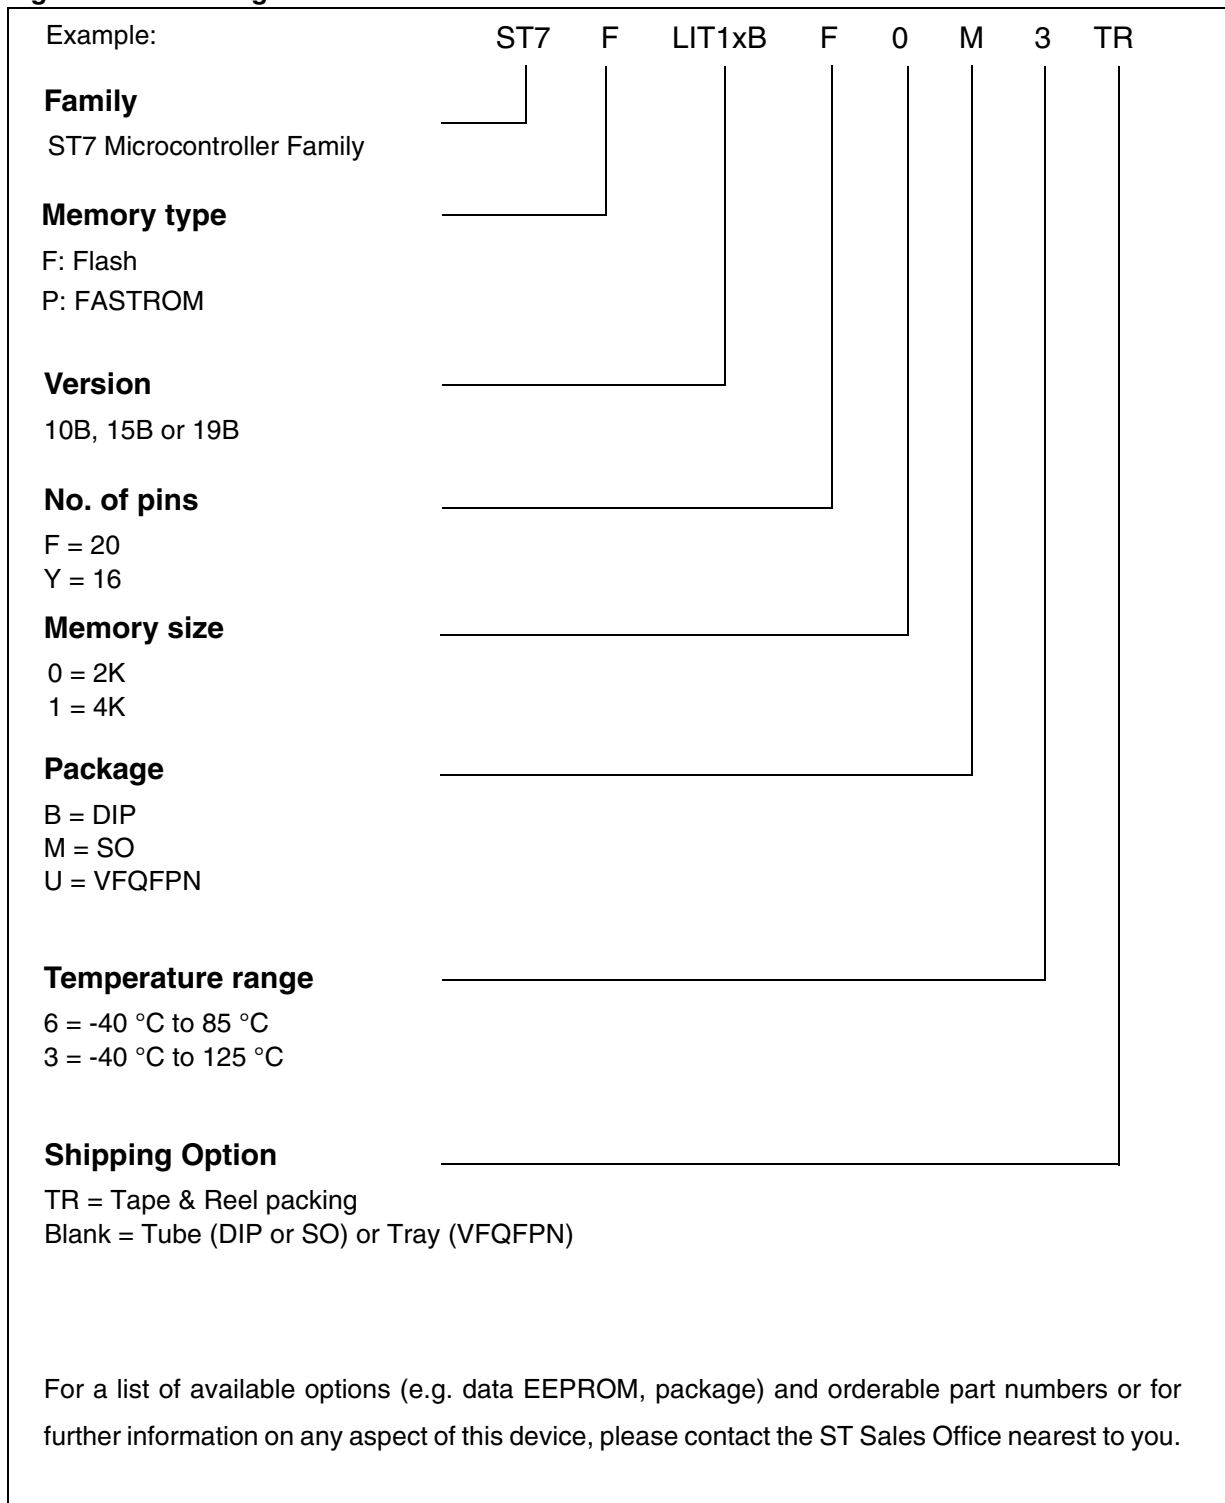 Example: ST7 F LIT1xB F 0 M 3 TR
Family
ST7 Microcontroller Family
Memory type
F: Flash
P: FASTROM
Version
10B, 15B or 19B
No. of pins
F = 20
Y = 16
Memory size
0 = 2K
1 = 4K
Package
B = DIP
M = SO
U = VFQFPN
Temperature range
6 = -40 °C to 85 °C
3 = -40 °C to 125 °C
Shipping Option
TR = Tape & Reel packing
Blank = Tube (DIP or SO) or Tray (VFQFPN)
For a list of available options (e.g. data EEPROM, package) and orderable part numbers or for
further information on any aspect of this device, please contact the ST Sales Office nearest to you.